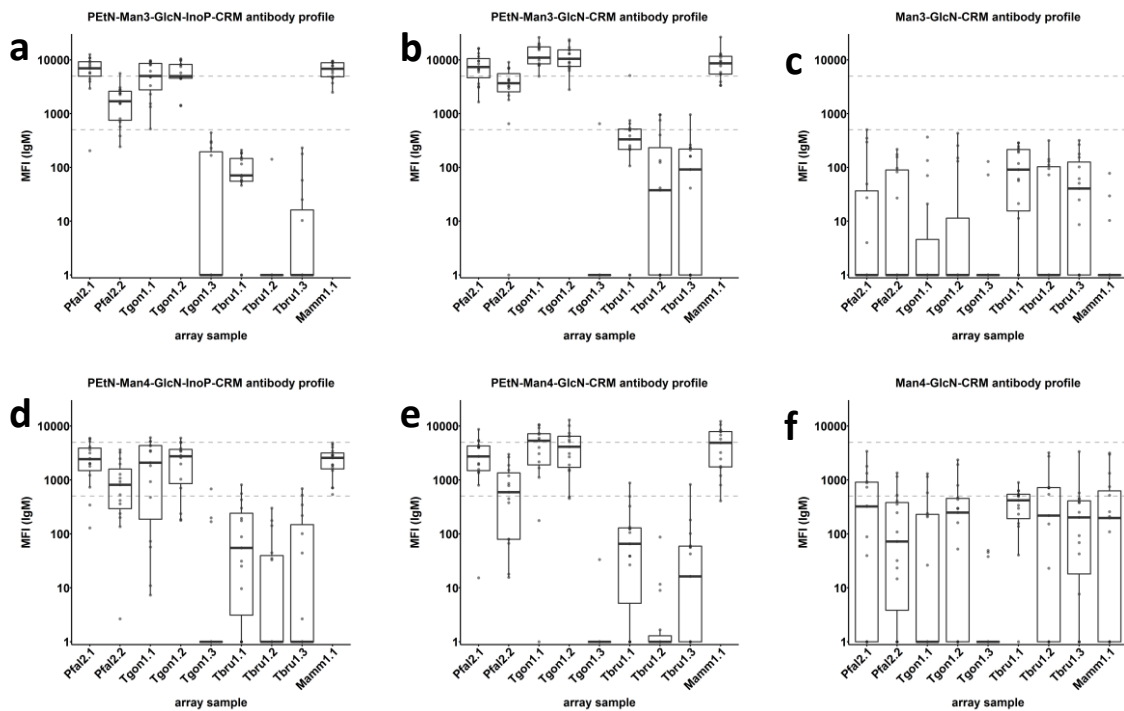 a
PEtN-Man3-GlcN-InoP-CRM antibody profile
MFI (IgM)
10000
1000
100
10
1
Pfal2.1
Pfal2.2
Tgon1.1
Tgon1.2
Tgon1.3
Tbru1.1
Tbru1.2
Tbru1.3
Mamm1.1
array sample
b
PEtN-Man3-GlcN-CRM antibody profile
MFI (IgM)
10000
1000
100
10
1
Pfal2.1
Pfal2.2
Tgon1.1
Tgon1.2
Tgon1.3
Tbru1.1
Tbru1.2
Tbru1.3
Mamm1.1
array sample
c
Man3-GlcN-CRM antibody profile
MFI (IgM)
10000
1000
100
10
1
Pfal2.1
Pfal2.2
Tgon1.1
Tgon1.2
Tgon1.3
Tbru1.1
Tbru1.2
Tbru1.3
Mamm1.1
array sample
d
PEtN-Man4-GlcN-InoP-CRM antibody profile
MFI (IgM)
10000
1000
100
10
1
Pfal2.1
Pfal2.2
Tgon1.1
Tgon1.2
Tgon1.3
Tbru1.1
Tbru1.2
Tbru1.3
Mamm1.1
array sample
e
PEtN-Man4-GlcN-CRM antibody profile
MFI (IgM)
10000
1000
100
10
1
Pfal2.1
Pfal2.2
Tgon1.1
Tgon1.2
Tgon1.3
Tbru1.1
Tbru1.2
Tbru1.3
Mamm1.1
array sample
f
Man4-GlcN-CRM antibody profile
MFI (IgM)
10000
1000
100
10
1
Pfal2.1
Pfal2.2
Tgon1.1
Tgon1.2
Tgon1.3
Tbru1.1
Tbru1.2
Tbru1.3
Mamm1.1
array sample